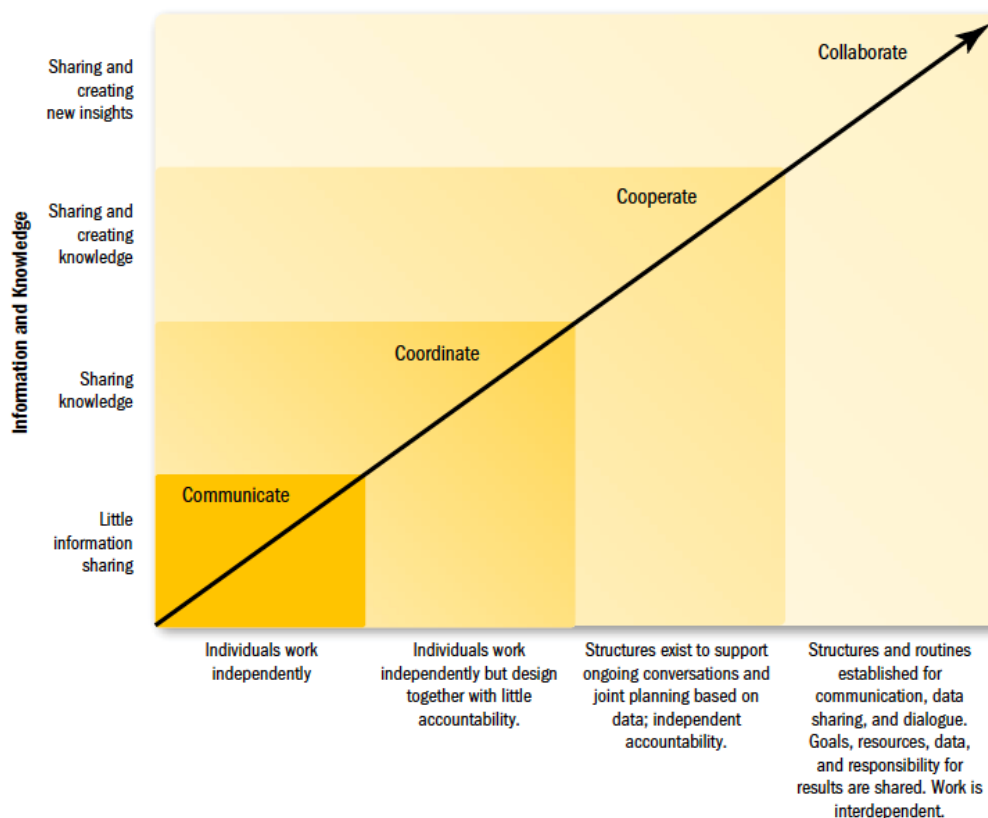 Collaborate
Sharing and
creating
new insights
Cooperate
Sharing and
creating
knowledge
Information and Knowledge
Coordinate
Sharing
knowledge
Communicate
Little
information
sharing
Individuals work
independently
Individuals work
independently but design
together with little
accountability.
Structures exist to support
ongoing conversations and
joint planning based on
data; independent
accountability.
Structures and routines
established for
communication, data
sharing, and dialogue.
Goals, resources, data,
and responsibility for
results are shared. Work is
interdependent.